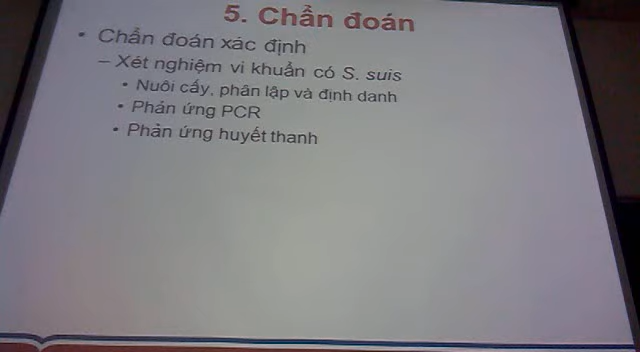 5. Chẩn đoán
• Chẩn đoán xác định
– Xét nghiệm vi khuẩn có S. suis
• Nuôi cấy, phân lập và định danh
• Phản ứng PCR
• Phản ứng huyết thanh